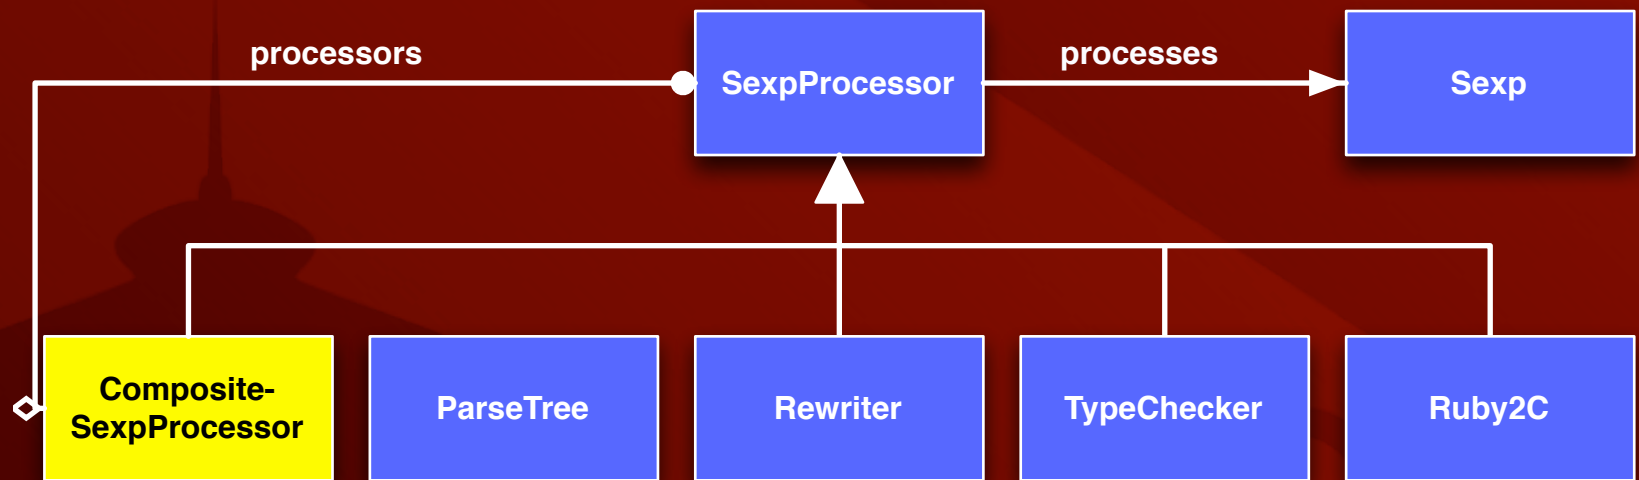 processors
SexpProcessor
processes
Sexp
Composite-
SexpProcessor
ParseTree
Rewriter
TypeChecker
Ruby2C